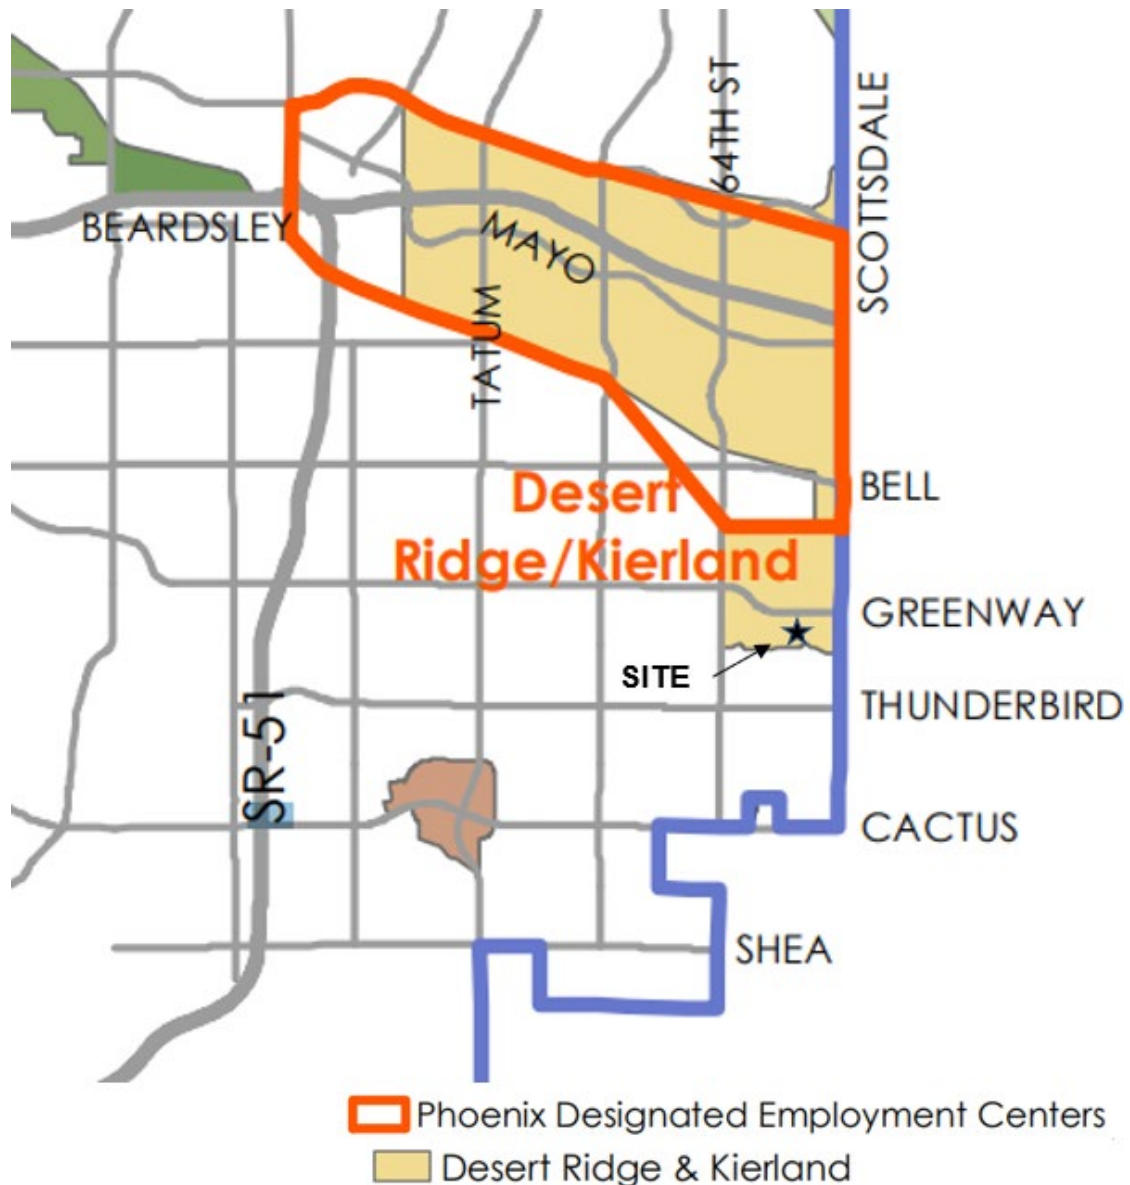 64TH ST
SCOTTSDALE
BEARDSLEY
MAYO
TATUM
BELL
Desert
Ridge/Kierland
GREENWAY
SITE
THUNDERBIRD
SR-51
CACTUS
SHEA
Phoenix Designated Employment Centers
Desert Ridge & Kierland